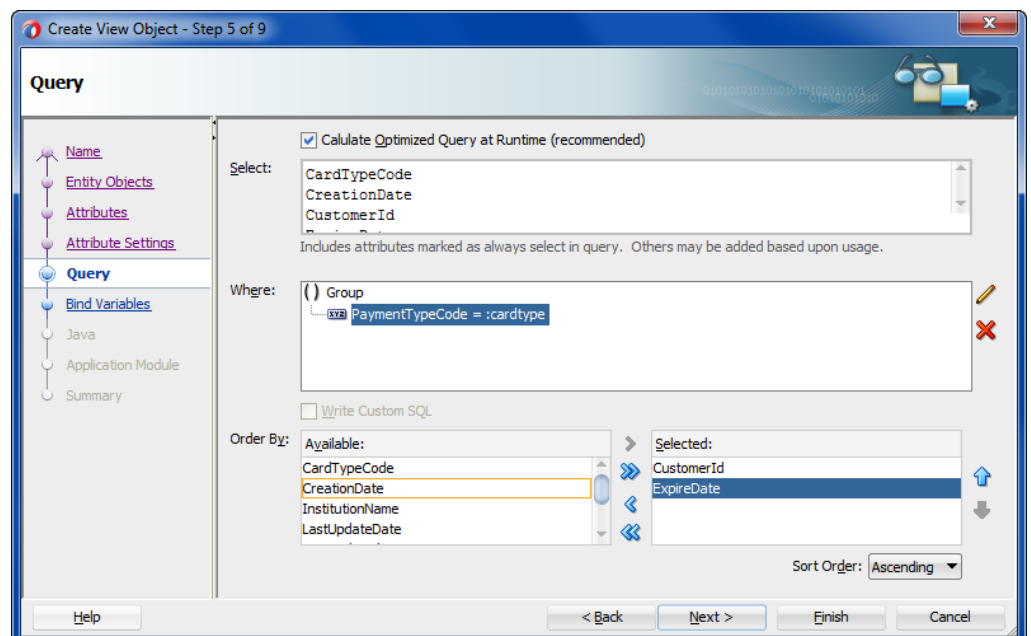 Create View Object - Step 5 of 9
Query
Name
Entity Objects
Attributes
Attribute Settings
Query
Bind Variables
Java
Application Module
Summary
Calulate Optimized Query at Runtime (recommended)
Select:
CardTypeCode
CreationDate
CustomerId
Includes attributes marked as always select in query. Others may be added based upon usage.
Where:
() Group
XYZ PaymentTypeCode = :cardtype
Write Custom SQL
Order By:
Available:
CardTypeCode
CreationDate
InstitutionName
LastUpdateDate
Selected:
CustomerId
ExpireDate
Sort Order: Ascending
Help
< Back
Next >
Finish
Cancel